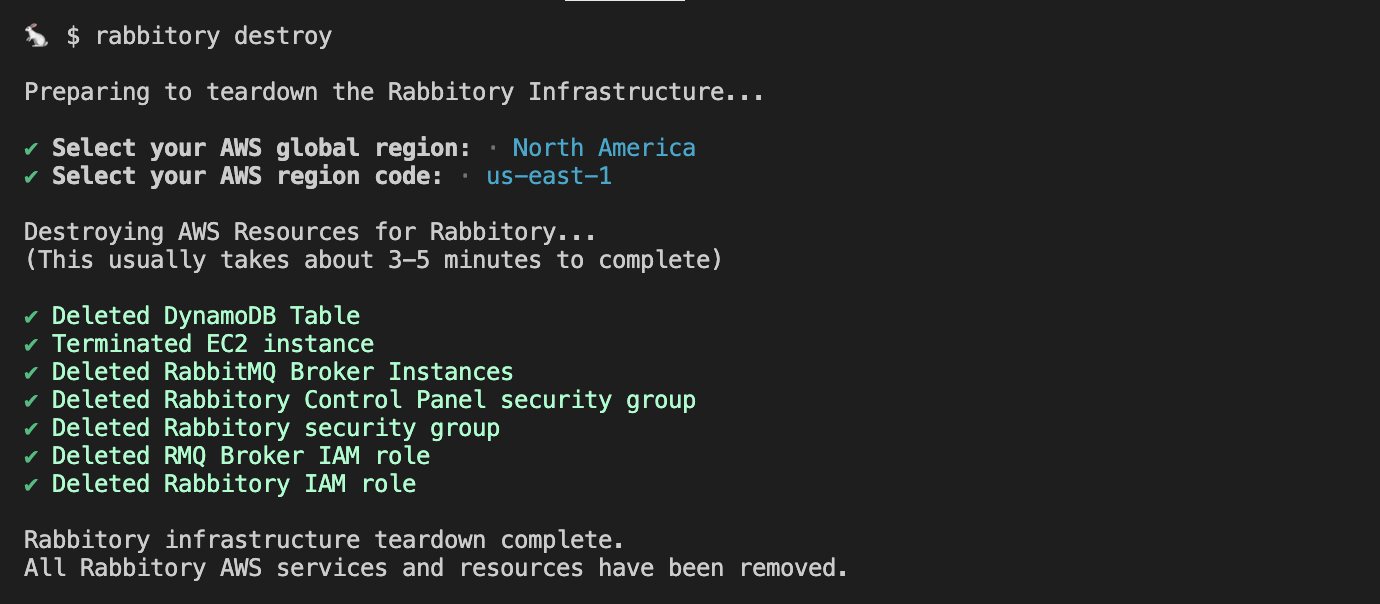 🐇 $ rabbitory destroy
Preparing to teardown the Rabbitory Infrastructure...
✔ Select your AWS global region: · North America
✔ Select your AWS region code: · us-east-1
Destroying AWS Resources for Rabbitory...
(This usually takes about 3–5 minutes to complete)
✔ Deleted DynamoDB Table
✔ Terminated EC2 instance
✔ Deleted RabbitMQ Broker Instances
✔ Deleted Rabbitory Control Panel security group
✔ Deleted Rabbitory security group
✔ Deleted RMQ Broker IAM role
✔ Deleted Rabbitory IAM role
Rabbitory infrastructure teardown complete.
All Rabbitory AWS services and resources have been removed.